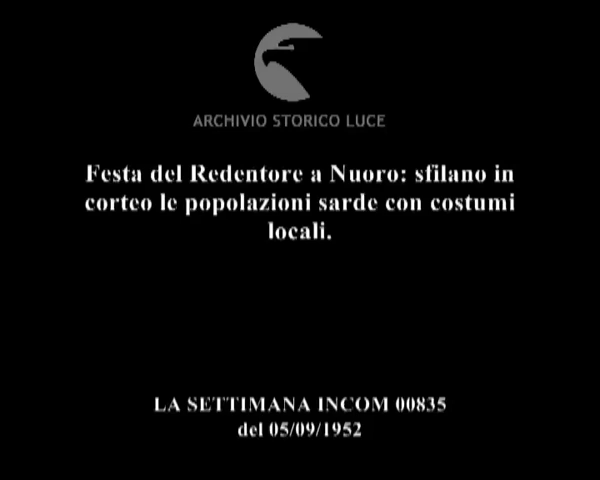 ARCHIVIO STORICO LUCE
Festa del Redentore a Nuoro: sfilano in
corteo le popolazioni sarde con costumi
locali.
LA SETTIMANA INCOM 00835
del 05/09/1952